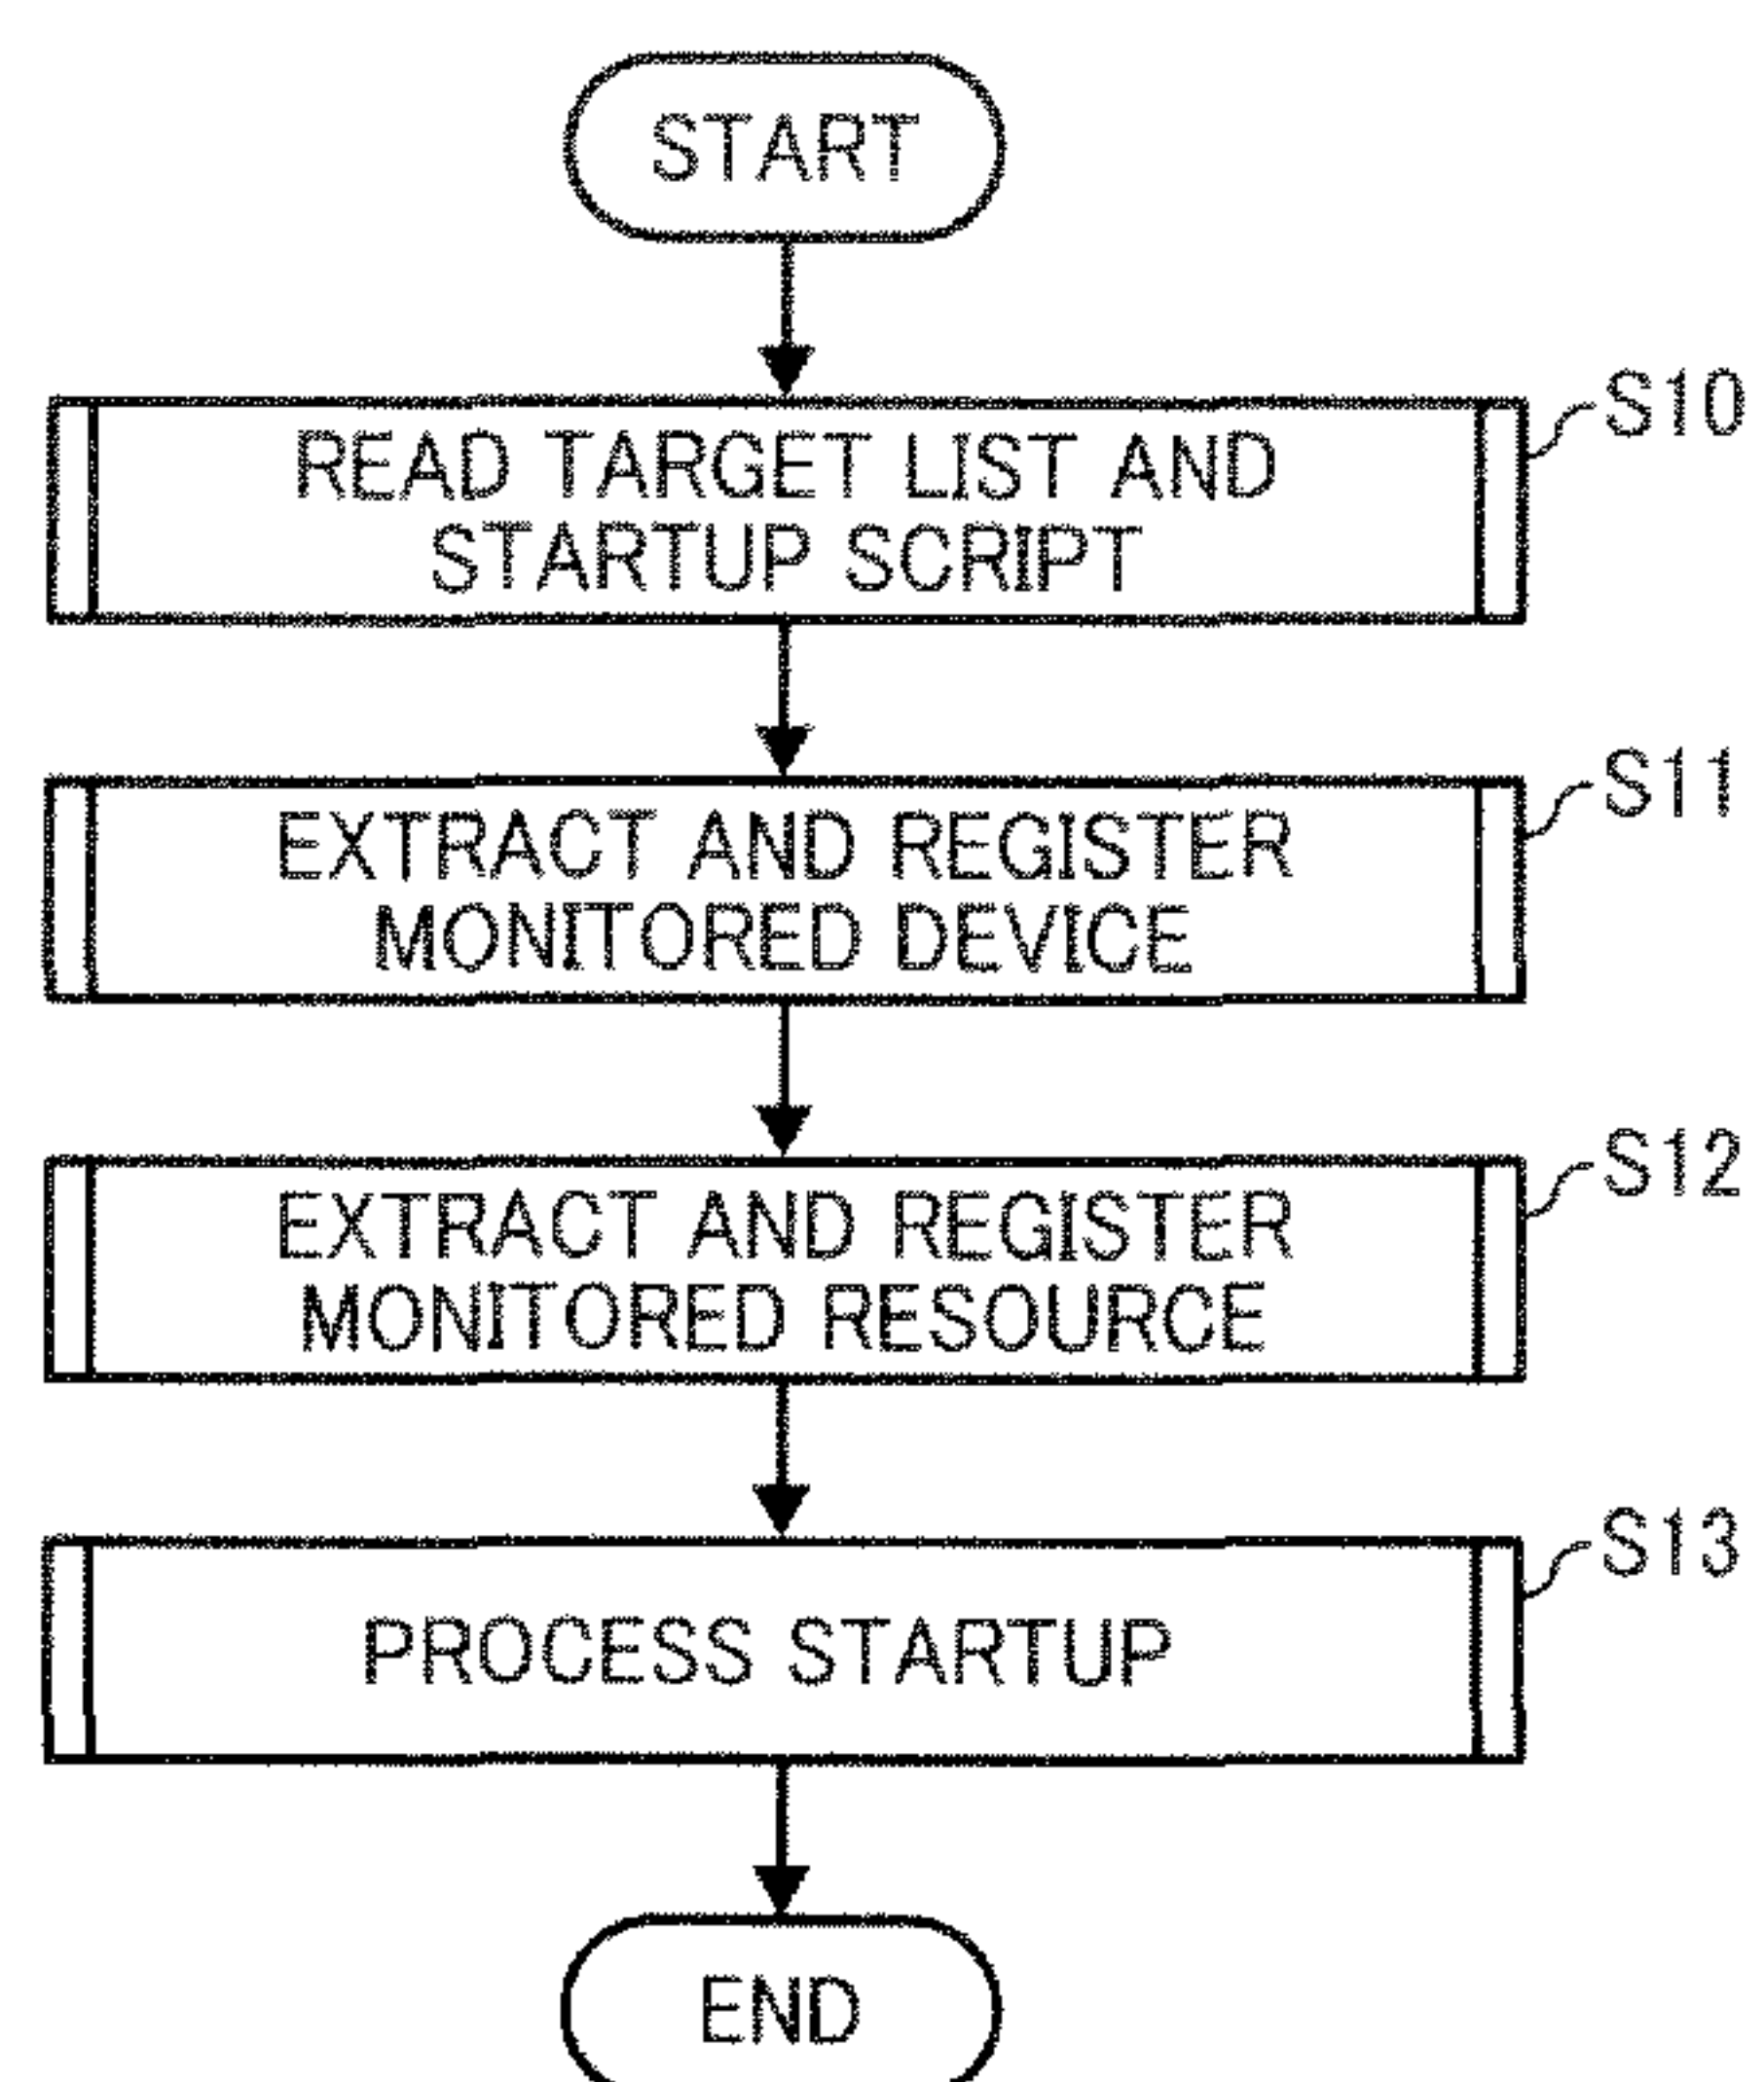 START
S10
READ TARGET LIST AND
STARTUP SCRIPT
S11
EXTRACT AND REGISTER
MONITORED DEVICE
S12
EXTRACT AND REGISTER
MONITORED RESOURCE
S13
PROCESS STARTUP
END